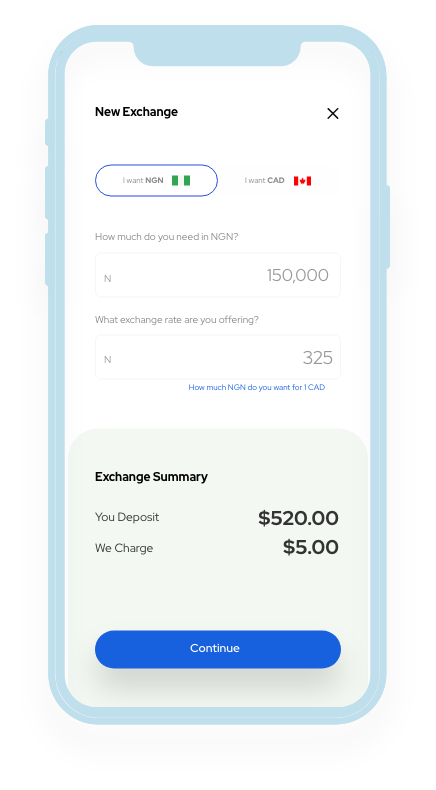 New Exchange
I want NGN
I want CAD
How much do you need in NGN?
N 150,000
What exchange rate are you offering?
N 325
How much NGN do you want for 1 CAD
Exchange Summary
You Deposit $520.00
We Charge $5.00
Continue